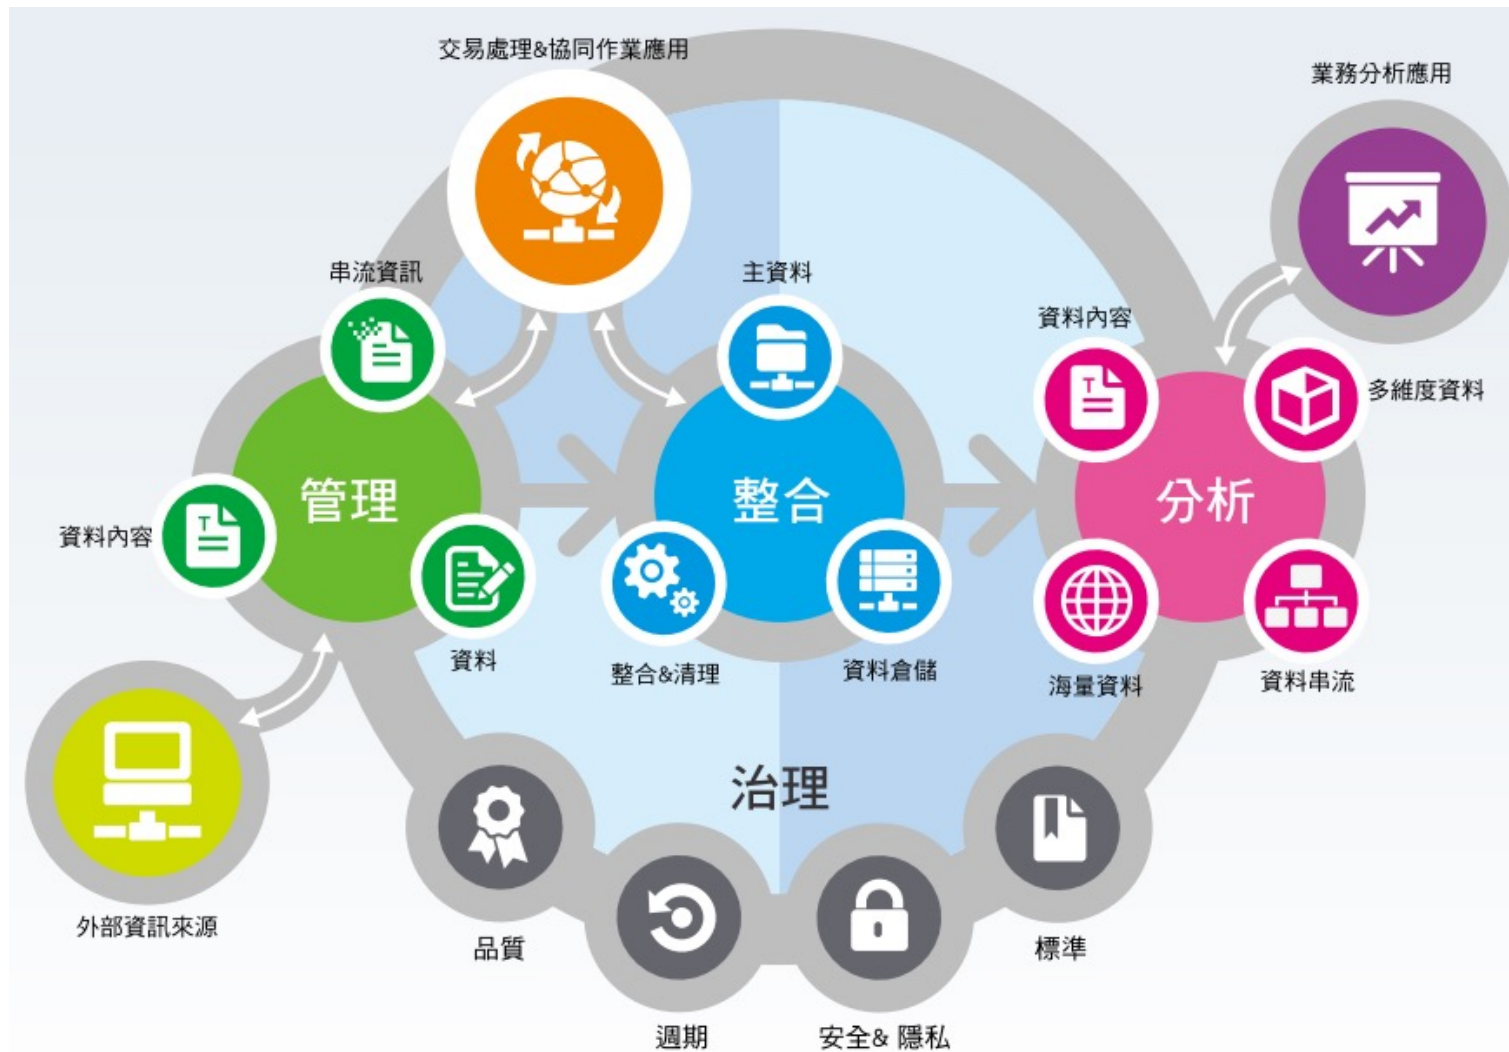 交易處理&協同作業應用
業務分析應用
串流資訊
主資料
資料內容
多維度資料
管理
整合
分析
資料內容
資料
整合&清理
資料倉儲
海量資料
資料串流
治理
外部資訊來源
品質
標準
週期
安全& 隱私
T
T